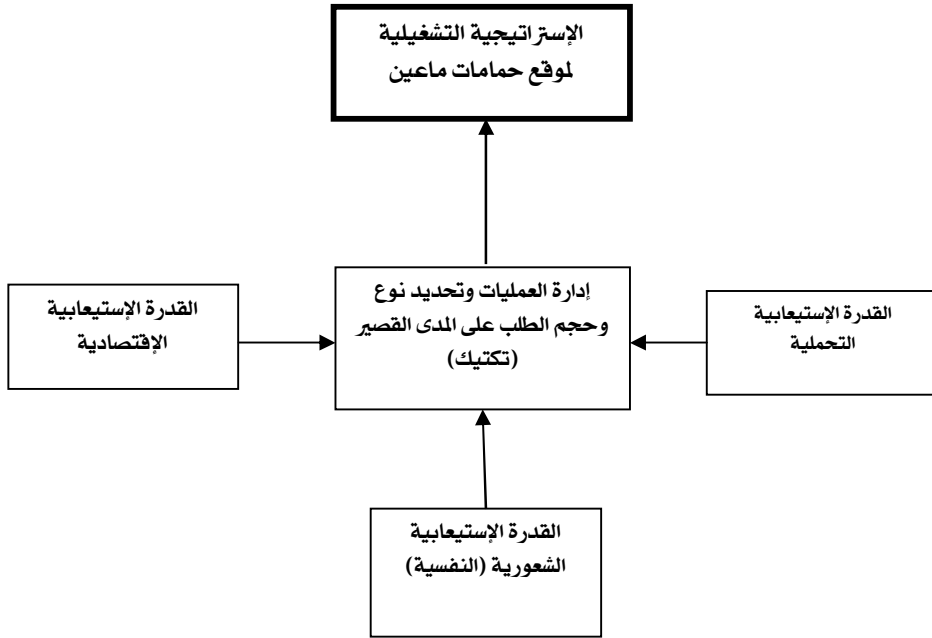 الإستراتيجية التشغيلية
لموقع حمامات ماعين
إدارة العمليات وتحديد نوع
وحجم الطلب على المدى القصير
(تكتيك)
القدرة الإستيعابية
التحملية
القدرة الإستيعابية
الإقتصادية
القدرة الإستيعابية
الشعورية (النفسية)